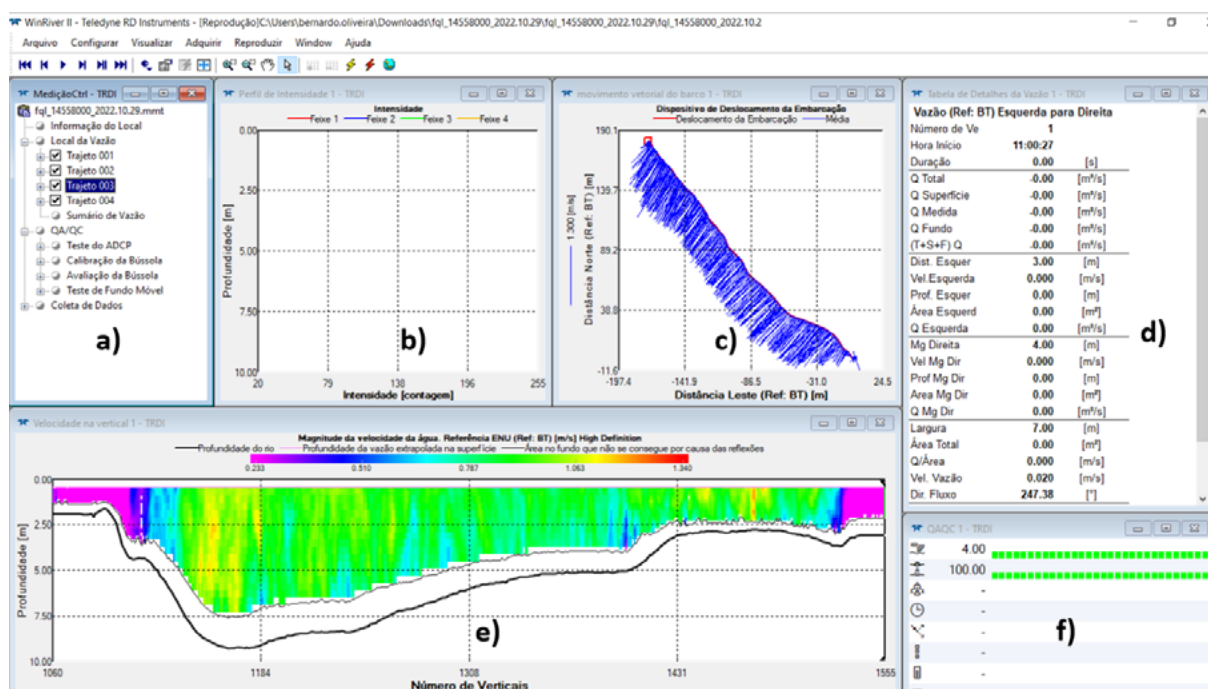 WinRiver II - Teledyne RD Instruments - [Reprodução]C:\Users\bernardo.oliveira\Downloads\fql_14558000_2022.10.29\fql_14558000_2022.10.29\fql_14558000_2022.10.2
Arquivo Configurar Visualizar Adquirir Reproduzir Window Ajuda
MediçãoCtrl - TRDI
fql_14558000_2022.10.29.mmt
Informação do Local
Local da Vazão
Trajeto 001
Trajeto 002
Trajeto 003
Trajeto 004
Sumário de Vazão
QA/QC
Teste do ADCP
Calibração da Bússola
Avaliação da Bússola
Teste de Fundo Móvel
Coleta de Dados
a)
Perfil de Intensidade 1 - TRDI
Intensidade
Feixe 1 Feixe 2 Feixe 3 Feixe 4
0.00
2.50
5.00
7.50
10.00
Profundidade [m]
20 79 138 196 255
Intensidade [contagem]
b)
movimento vetorial do barco 1 - TRDI
Dispositivo de Deslocamento da Embarcação
Deslocamento da Embarcação Média
190.1
139.7
89.2
38.8
-11.6
1.300 [m/s]
Distância Norte (Ref: BT) [m]
-197.4 -141.9 -86.5 -31.0 24.5
Distância Leste (Ref: BT) [m]
c)
Tabela de Detalhes da Vazão 1 - TRDI
Vazão (Ref: BT) Esquerda para Direita
Número de Ve 1
Hora Início 11:00:27
Duração 0.00 [s]
Q Total -0.00 [m³/s]
Q Superfície -0.00 [m³/s]
Q Medida -0.00 [m³/s]
Q Fundo -0.00 [m³/s]
(T+S+F) Q -0.00 [m³/s]
Dist. Esquer 3.00 [m]
Vel.Esquerda 0.000 [m/s]
Prof. Esquer 0.00 [m]
Área Esquerd 0.00 [m²]
Q Esquerda 0.00 [m³/s]
Mg Direita 4.00 [m]
Vel Mg Dir 0.000 [m/s]
Prof Mg Dir 0.00 [m]
Area Mg Dir 0.00 [m²]
Q Mg Dir 0.00 [m³/s]
Largura 7.00 [m]
Área Total 0.00 [m²]
Q/Área 0.000 [m/s]
Vel. Vazão 0.020 [m/s]
Dir. Fluxo 247.38 [°]
d)
Velocidade na vertical 1 - TRDI
Magnitude da velocidade da água. Referência ENU (Ref: BT) [m/s] High Definition
Profundidade do rio Profundidade da vazão extrapolada na superfície Área no fundo que não se consegue por causa das reflexões
0.233 0.510 0.787 1.063 1.340
0.00
2.50
5.00
7.50
10.00
Profundidade [m]
1060 1184 1308 1431 1555
Número de Verticais
e)
QAQC 1 - TRDI
4.00
100.00
-
-
-
-
-
f)